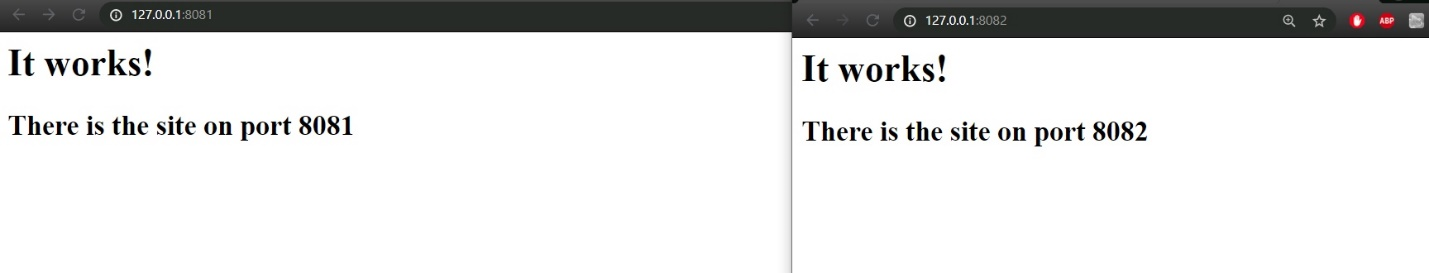 127.0.0.1:8081
It works!
There is the site on port 8081
127.0.0.1:8082
ABP
It works!
There is the site on port 8082